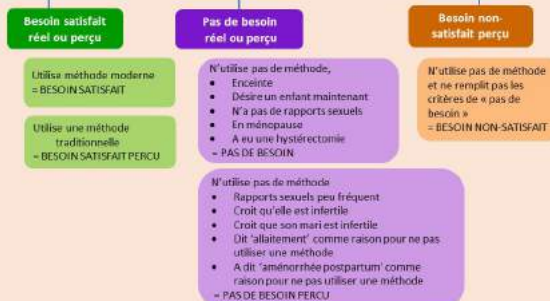 Besoin satisfait
réel ou perçu
Utilise méthode moderne
= BESOIN SATISFAIT
Utilise une méthode
traditionnelle
= BESOIN SATISFAIT PERCU
Pas de besoin
réel ou perçu
N'utilise pas de méthode,
• Enceinte
• Désire un enfant maintenant
• N'a pas de rapports sexuels
• En ménopause
• A eu une hystérectomie
= PAS DE BESOIN
N'utilise pas de méthode
• Rapports sexuels peu fréquent
• Croit qu'elle est infertile
• Croit que son mari est infertile
• Dit 'allaitement' comme raison pour ne pas
utiliser une méthode
• A dit 'aménorrhée postpartum' comme
raison pour ne pas utiliser une méthode
= PAS DE BESOIN PERCU
Besoin non-
satisfait perçu
N'utilise pas de méthode
et ne remplit pas les
critères de « pas de
besoin »
= BESOIN NON-SATISFAIT